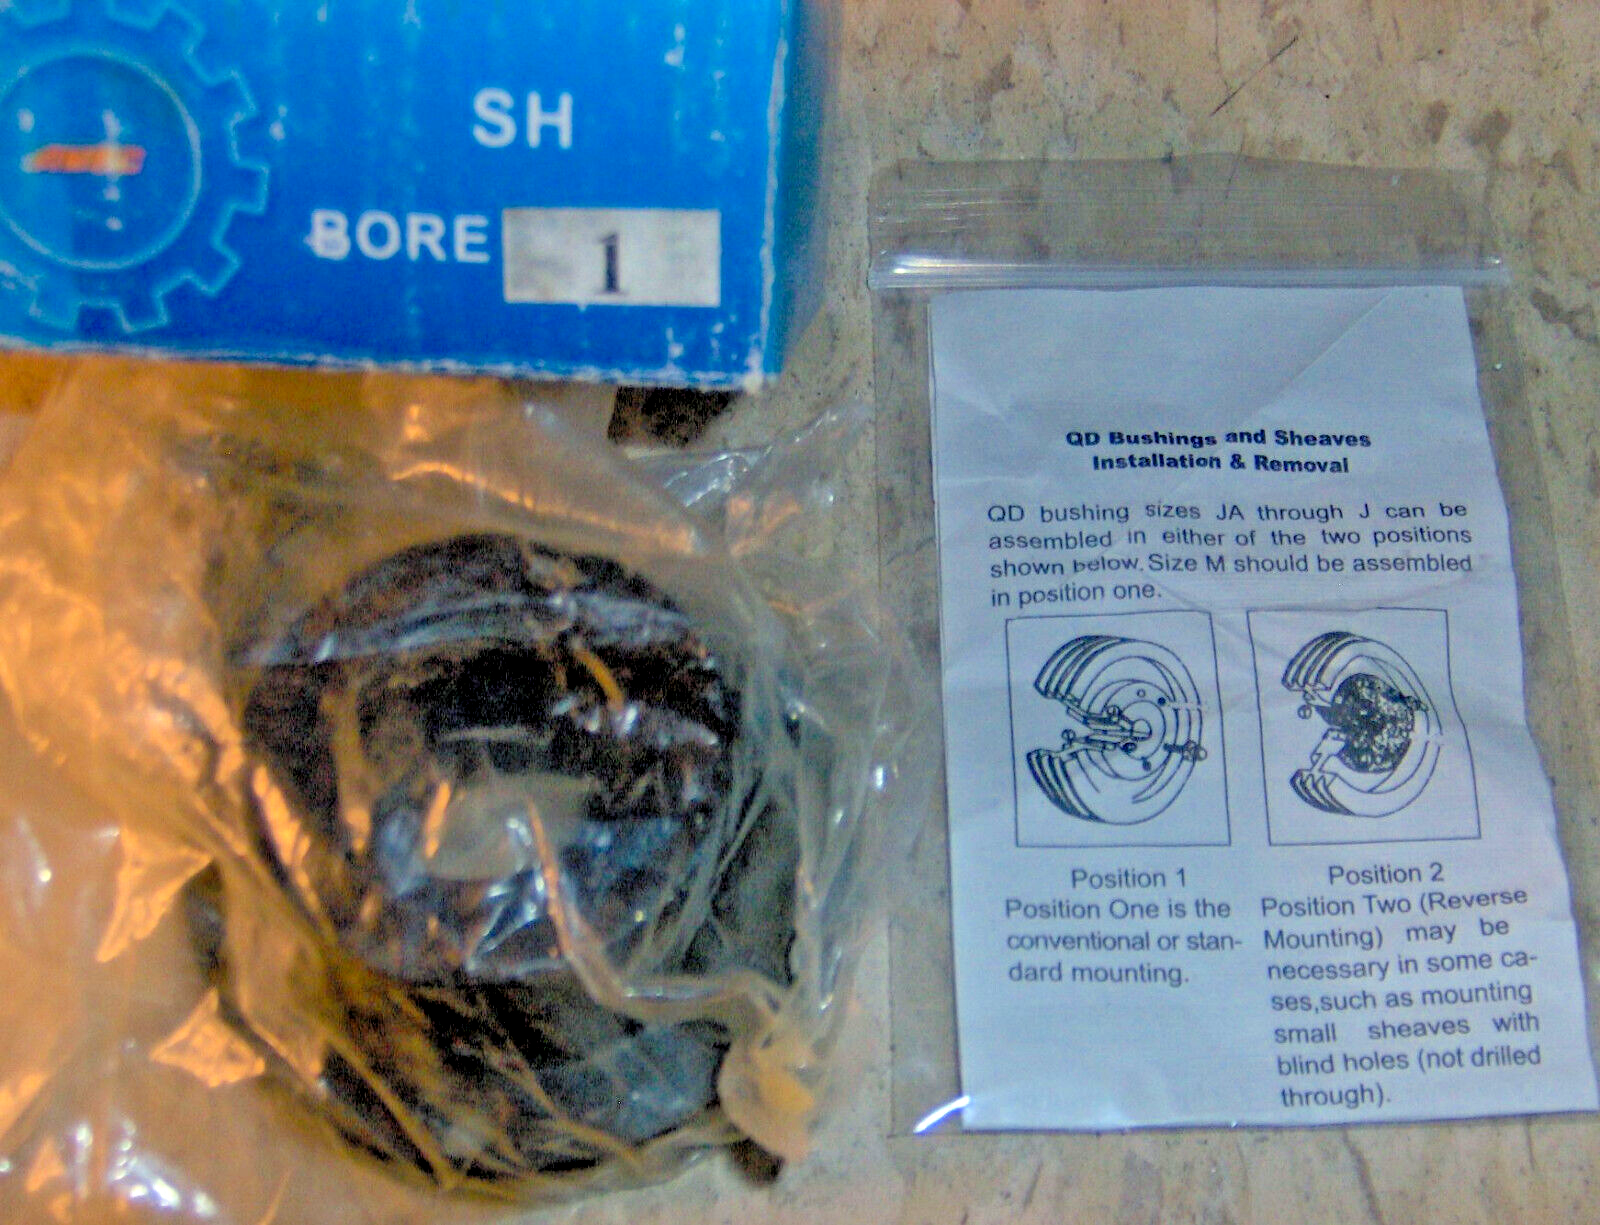 SH
BORE 1
QD Bushings and Sheaves
Installation & Removal
QD bushing sizes JA through J can be
assembled in either of the two positions
shown below. Size M should be assembled
in position one.
Position 1
Position One is the
conventional or stan-
dard mounting.
Position 2
Position Two (Reverse
Mounting) may be
necessary in some ca-
ses,such as mounting
small sheaves with
blind holes (not drilled
through).